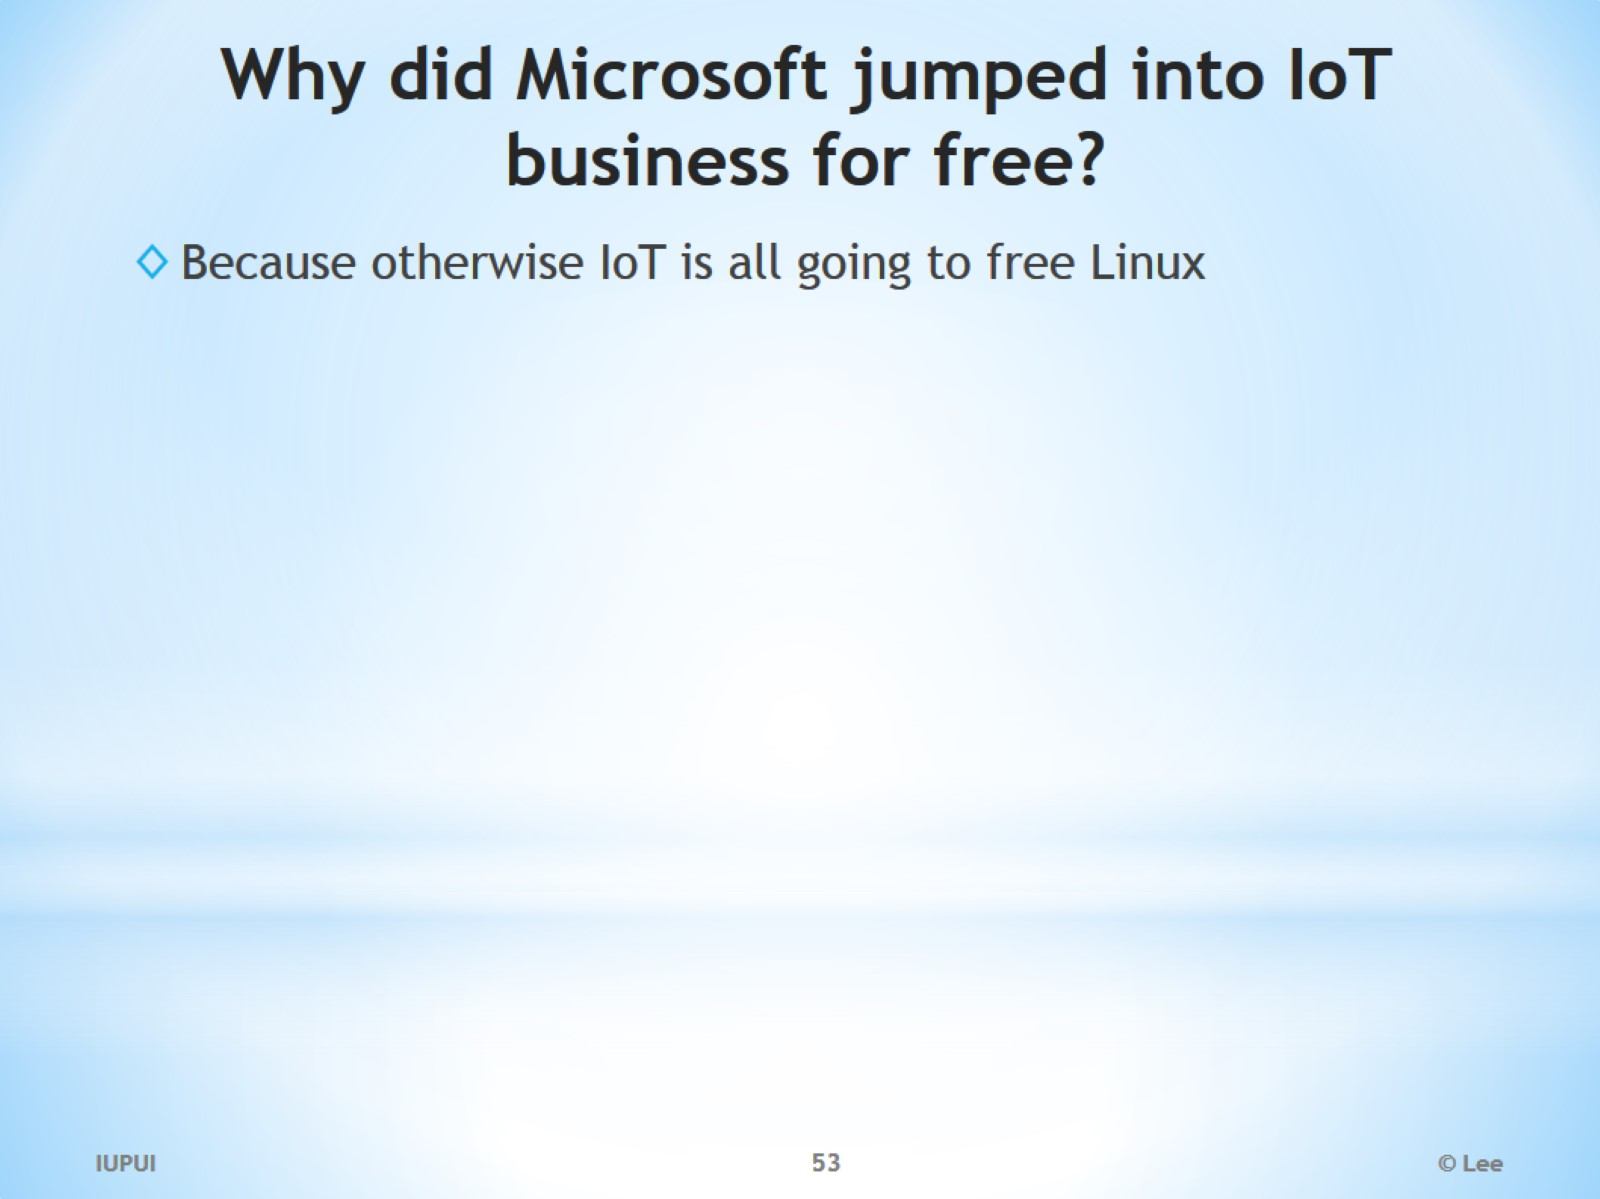 Why did Microsoft jumped into IoT
business for free?
◇ Because otherwise IoT is all going to free Linux
IUPUI
53
© Lee